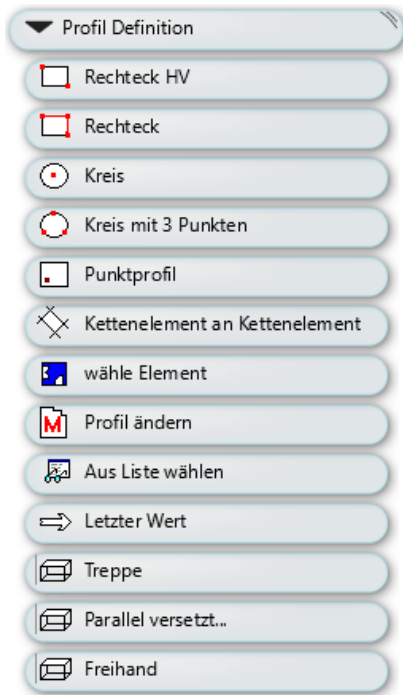 Profil Definition
Rechteck HV
Rechteck
Kreis
Kreis mit 3 Punkten
Punktprofil
Kettenelement an Kettenelement
wähle Element
M Profil ändern
Aus Liste wählen
Letzter Wert
Treppe
Parallel versetzt...
Freihand